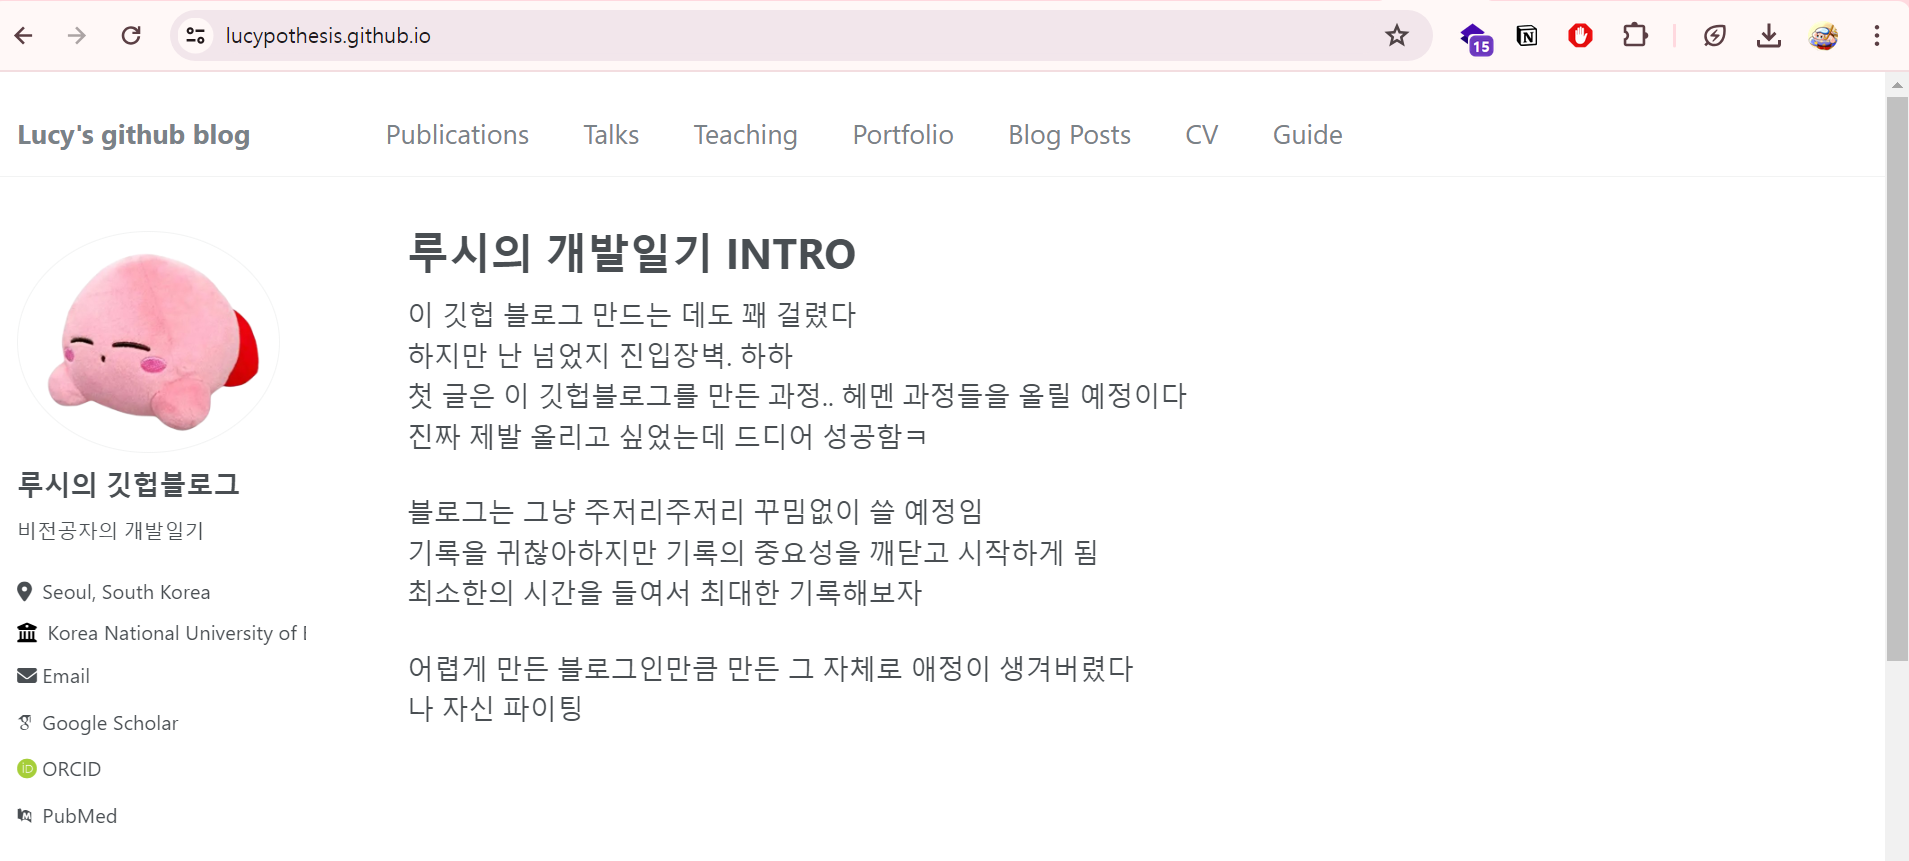 lucypothesis.github.io
15
Lucy's github blog
Publications
Talks
Teaching
Portfolio
Blog Posts
CV
Guide
루시의 깃헙블로그
비전공자의 개발일기
Seoul, South Korea
Korea National University of
Email
Google Scholar
ORCID
PubMed
루시의 개발일기 INTRO
이 깃헙 블로그 만드는 데도 꽤 걸렸다
하지만 난 넘었지 진입장벽. 하하
첫 글은 이 깃헙블로그를 만든 과정.. 헤멘 과정들을 올릴 예정이다
진짜 제발 올리고 싶었는데 드디어 성공함ㅋ
블로그는 그냥 주저리주저리 꾸밈없이 쓸 예정임
기록을 귀찮아하지만 기록의 중요성을 깨닫고 시작하게 됨
최소한의 시간을 들여서 최대한 기록해보자
어렵게 만든 블로그인만큼 만든 그 자체로 애정이 생겨버렸다
나 자신 파이팅